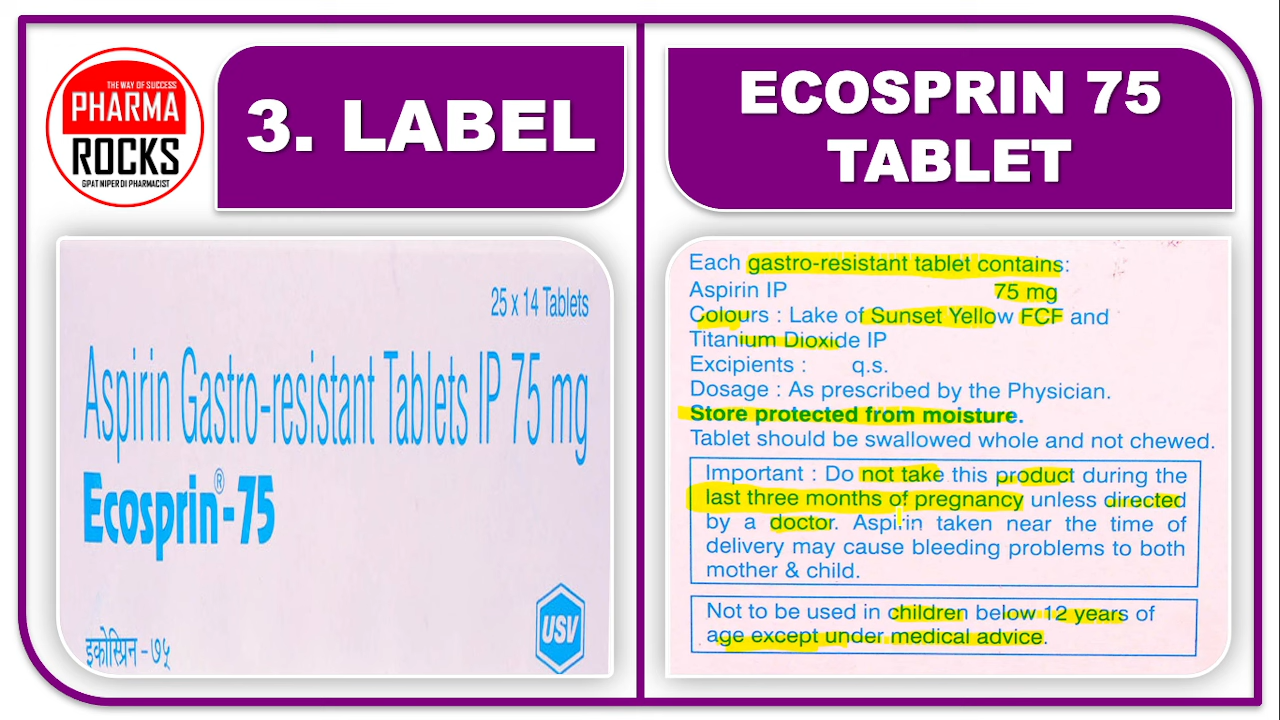 THE WAY OF SUCCESS
PHARMA
ROCKS
GPAT NIPER DI PHARMACIST
3. LABEL
ECOSPRIN 75
TABLET
25 x 14 Tablets
Aspirin Gastro-resistant Tablets IP 75 mg
Ecosprin®-75
इकोस्प्रिन - ७५
USV
Each gastro-resistant tablet contains:
Aspirin IP 75 mg
Colours : Lake of Sunset Yellow FCF and
Titanium Dioxide IP
Excipients : q.s.
Dosage : As prescribed by the Physician.
Store protected from moisture.
Tablet should be swallowed whole and not chewed.
Important : Do not take this product during the
last three months of pregnancy unless directed
by a doctor. Aspirin taken near the time of
delivery may cause bleeding problems to both
mother & child.
Not to be used in children below 12 years of
age except under medical advice.